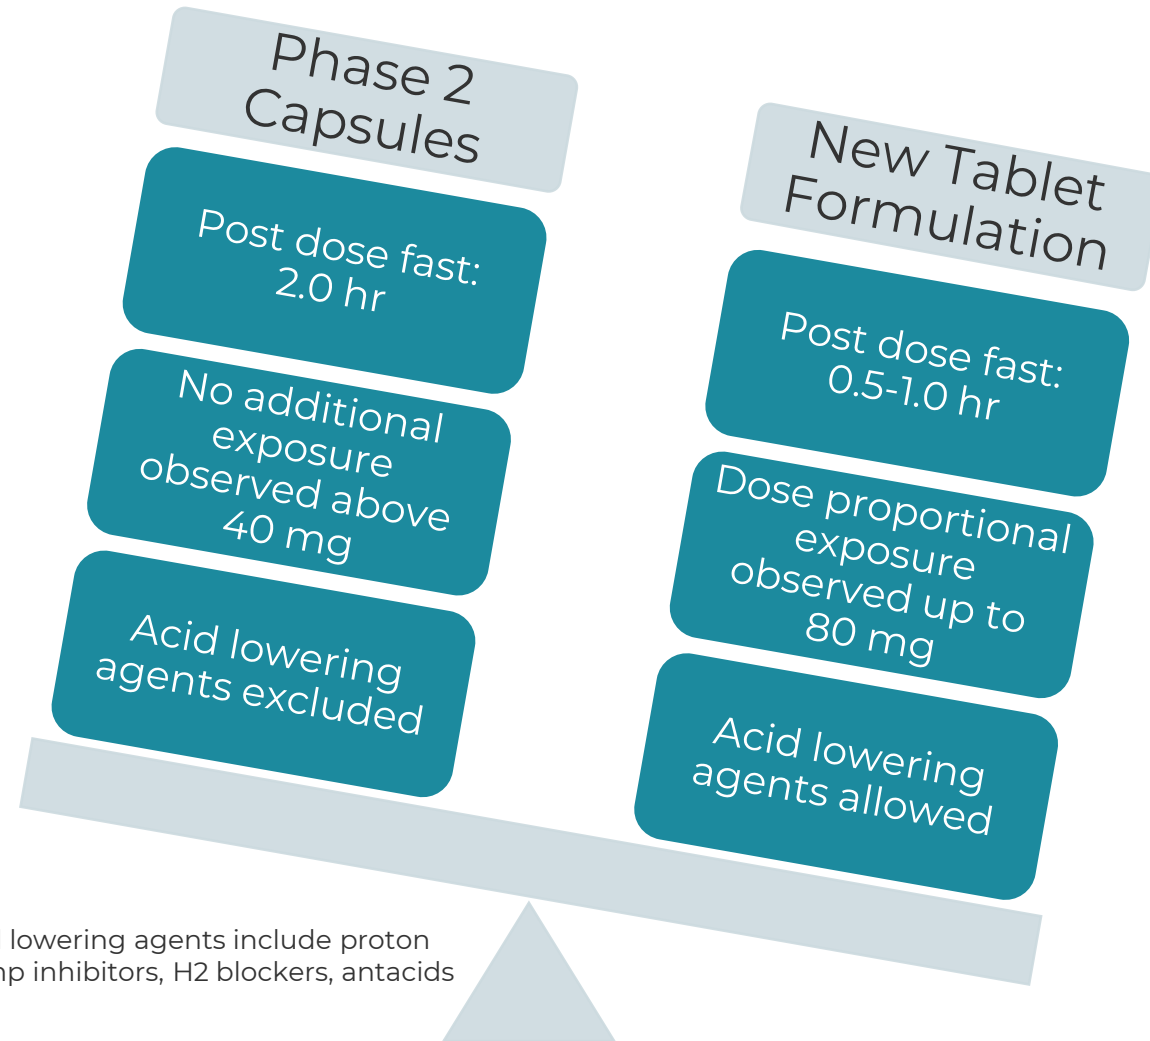 Phase 2
Capsules
Post dose fast:
2.0 hr
No additional
exposure
observed above
40 mg
Acid lowering
agents excluded
New Tablet
Formulation
Post dose fast:
0.5-1.0 hr
Dose proportional
exposure
observed up to
80 mg
Acid lowering
agents allowed
lowering agents include proton
inhibitors, H2 blockers, antacids